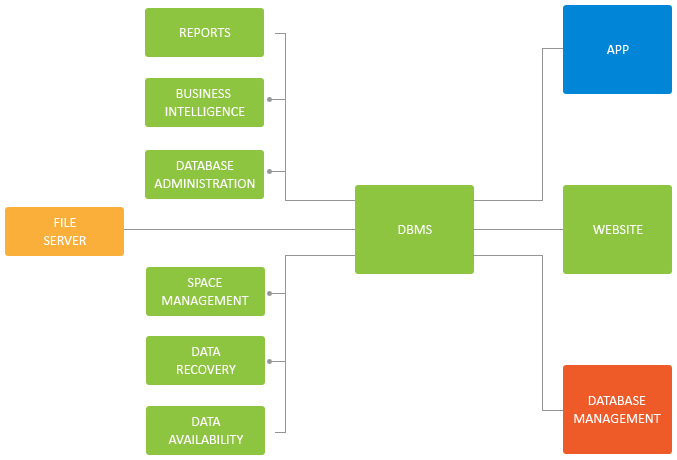 REPORTS
BUSINESS
INTELLIGENCE
DATABASE
ADMINISTRATION
FILE
SERVER
SPACE
MANAGEMENT
DATA
RECOVERY
DATA
AVAILABILITY
DBMS
APP
WEBSITE
DATABASE
MANAGEMENT